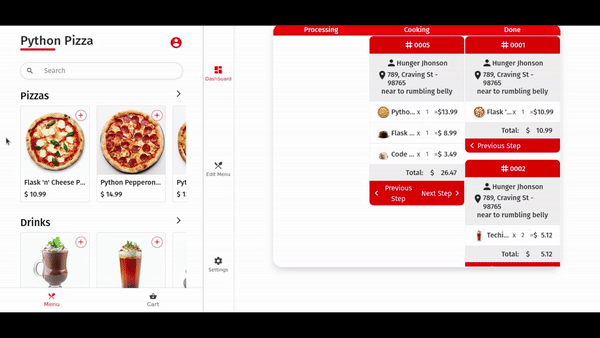 Python Pizza
Search
Pizzas
Flask 'n' Cheese P...
$ 10.99
Python Pepperon...
$ 14.99
Pyt
$ 1
Drinks
Menu
Cart
Dashboard
Edit Menu
Settings
Processing
Cooking
Done
# 0005
Hunger Jhonson
789, Craving St -
98765
near to rumbling belly
Pytho... x 1 =$13.99
Flask ... x 1 =$ 8.99
Code ... x 1 =$ 3.49
Total: $ 26.47
Previous
Step
Next Step
# 0001
Hunger Jhonson
789, Craving St -
98765
near to rumbling belly
Flask '... x 1 =$10.99
Total: $ 10.99
Previous Step
# 0002
Hunger Jhonson
789, Craving St -
98765
near to rumbling belly
Techi... x 2 =$ 5.12
Total: $ 5.12